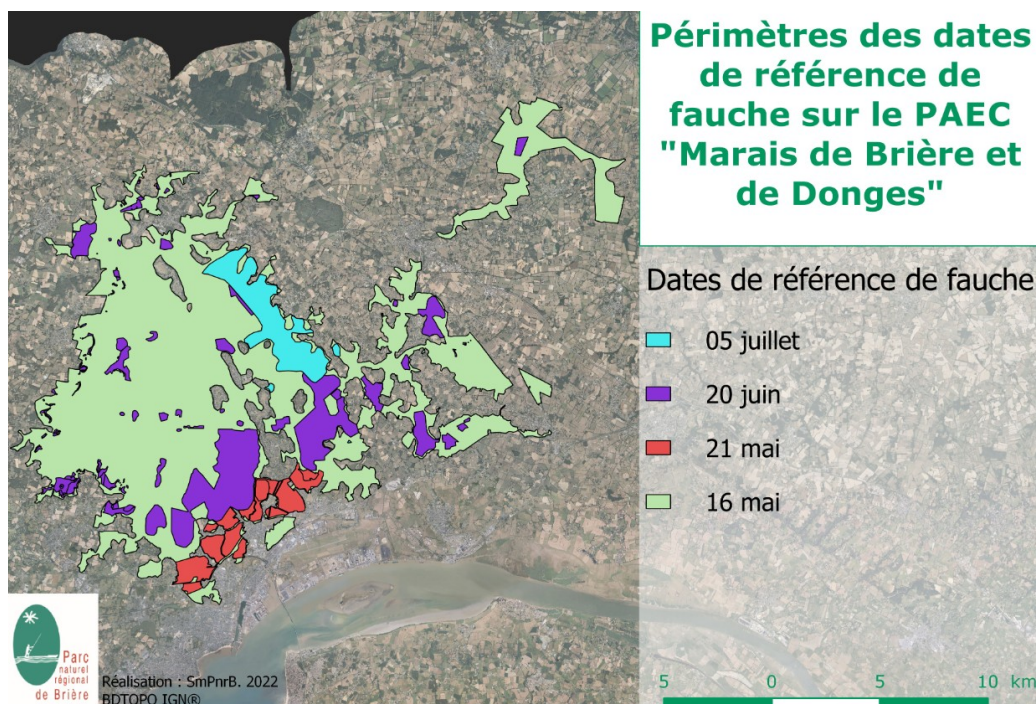 Périmètres des dates
de référence de
fauche sur le PAEC
"Marais de Brière et
de Donges"
Dates de référence de fauche
05 juillet
20 juin
21 mai
16 mai
Parc
naturel
régional
de Brière
Réalisation : SmPnrB. 2022
BDTOPO IGN®
5 0 5 10 km